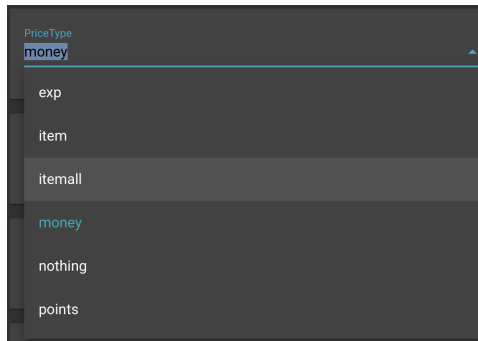 PriceType
money
exp
item
itemall
money
nothing
points